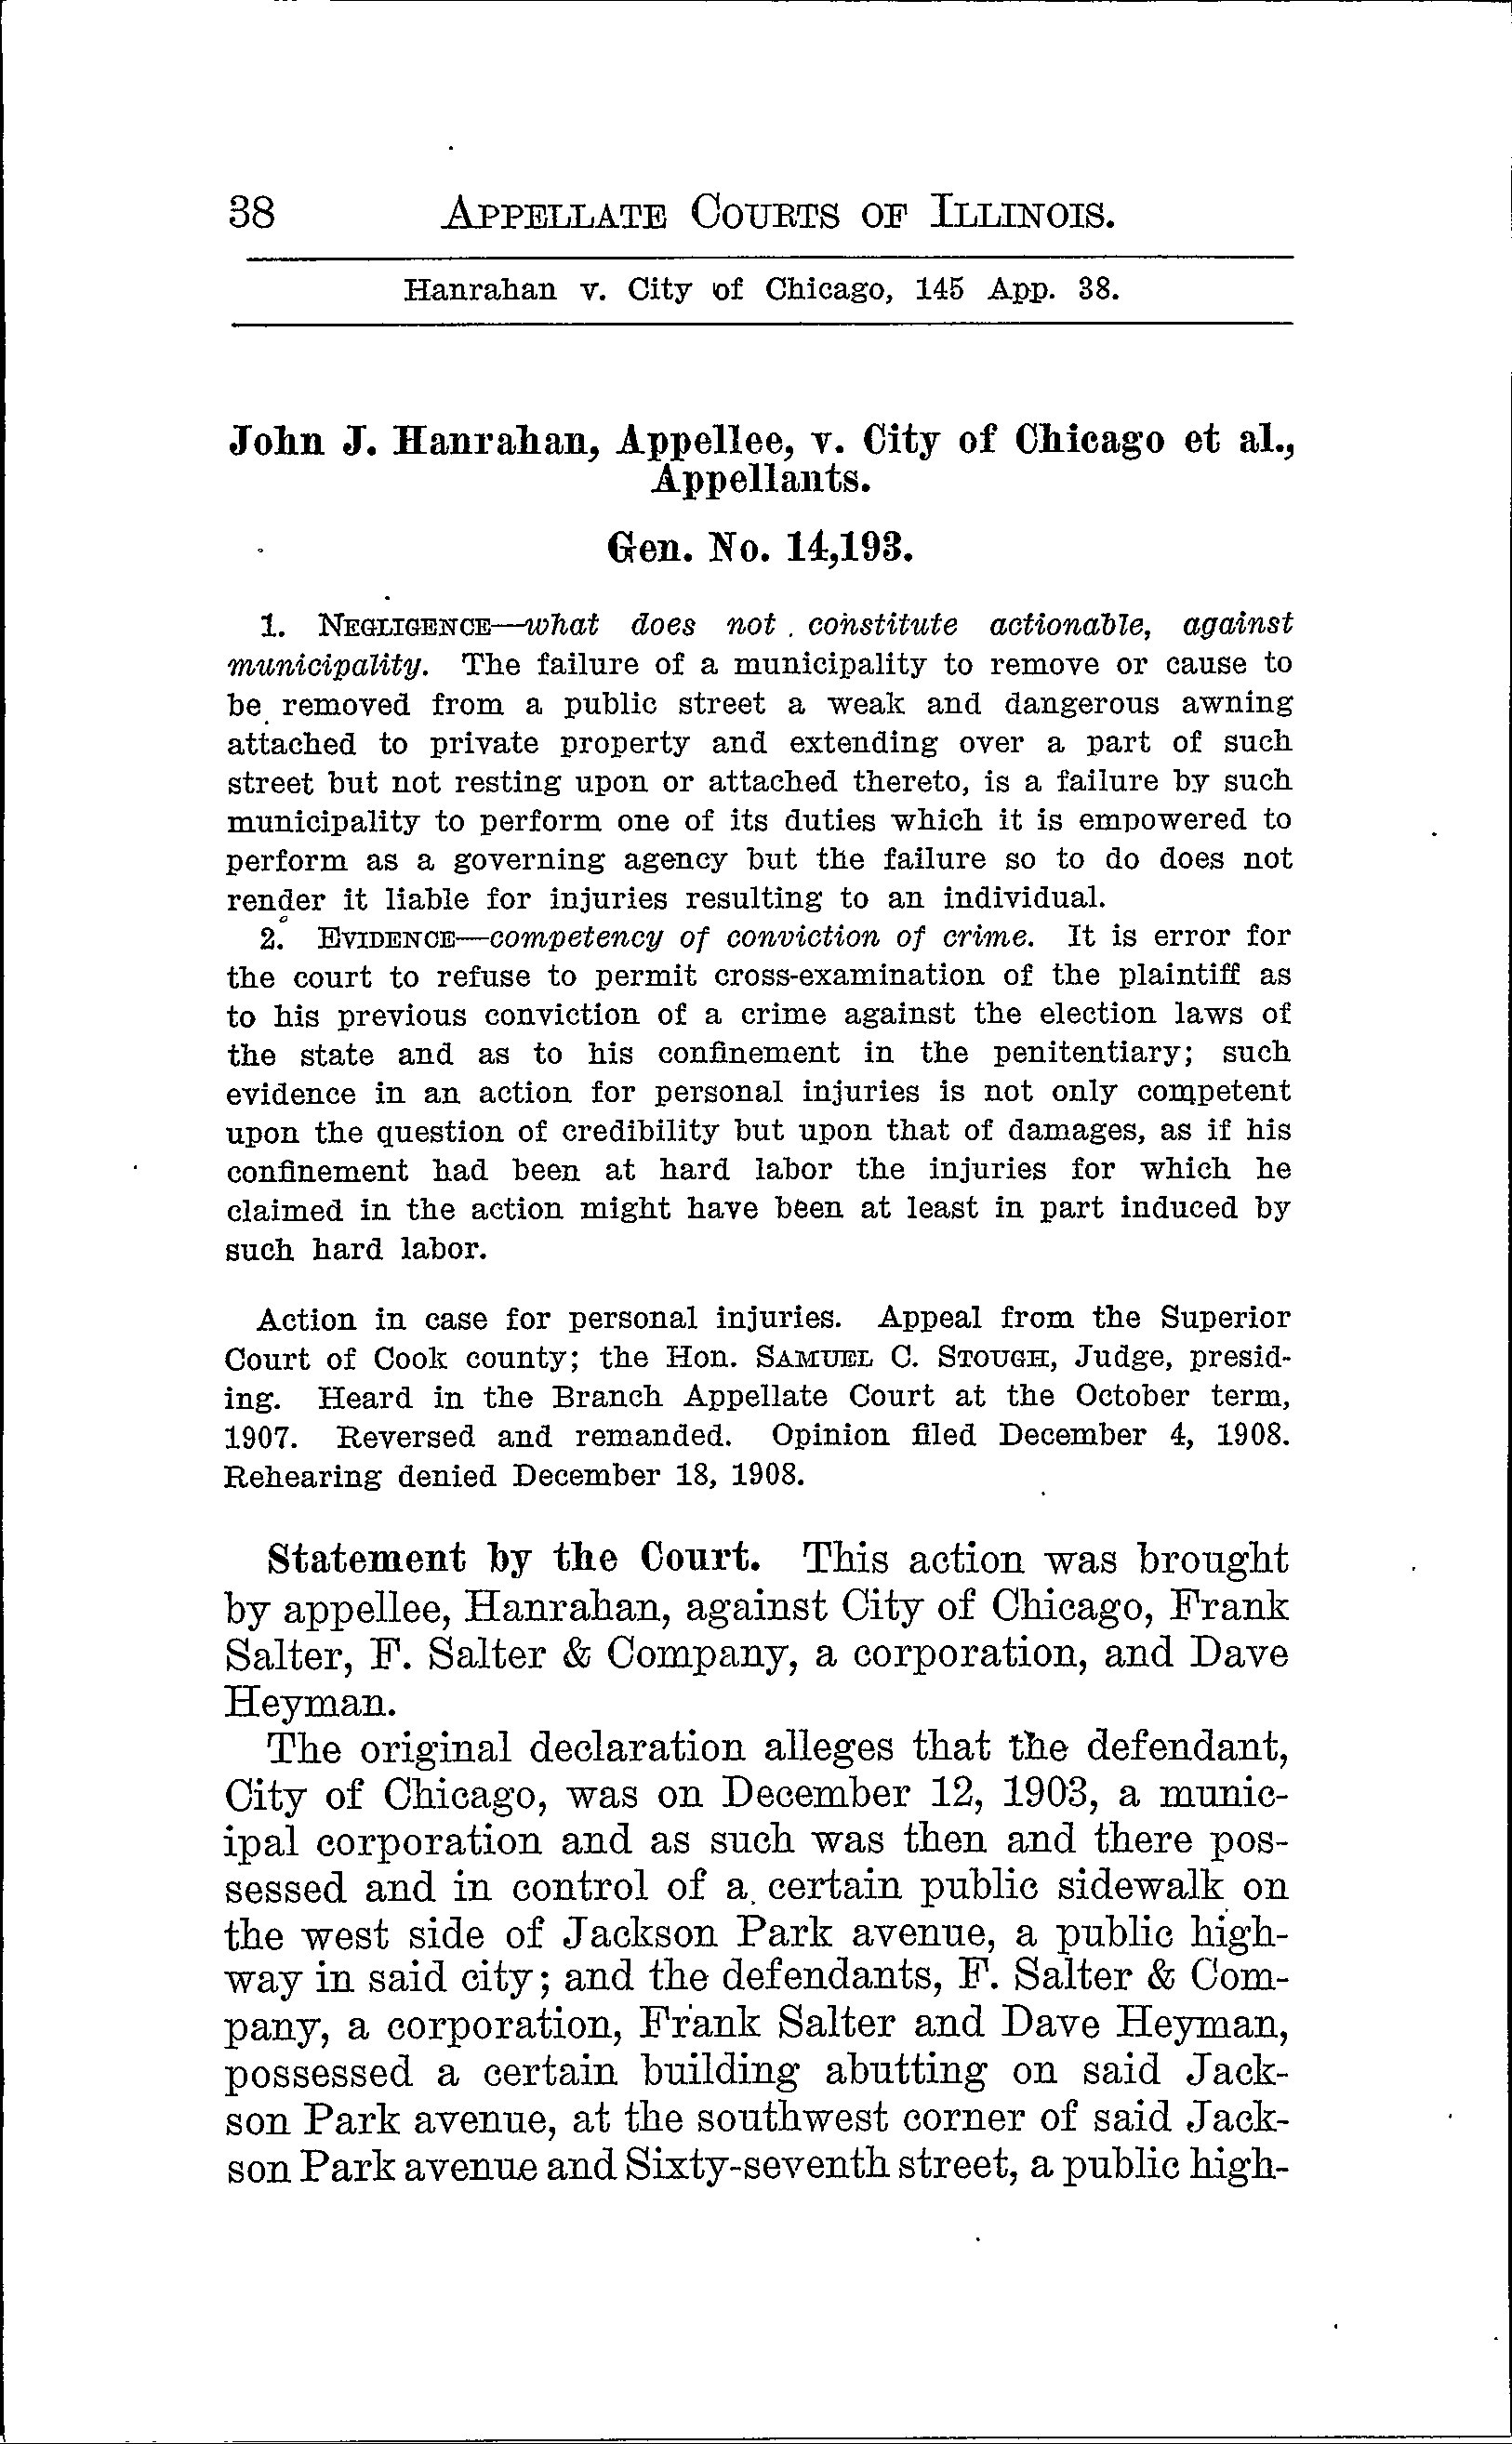 38 APPELLATE COURTS OF ILLINOIS.
Hanrahan v. City of Chicago, 145 App. 38.
John J. Hanrahan, Appellee, v. City of Chicago et al.,
Appellants.
Gen. No. 14,193.
1. NEGLIGENCE—what does not constitute actionable, against
municipality. The failure of a municipality to remove or cause to
be removed from a public street a weak and dangerous awning
attached to private property and extending over a part of such
street but not resting upon or attached thereto, is a failure by such
municipality to perform one of its duties which it is empowered to
perform as a governing agency but the failure so to do does not
render it liable for injuries resulting to an individual.
2. EVIDENCE—competency of conviction of crime. It is error for
the court to refuse to permit cross-examination of the plaintiff as
to his previous conviction of a crime against the election laws of
the state and as to his confinement in the penitentiary; such
evidence in an action for personal injuries is not only competent
upon the question of credibility but upon that of damages, as if his
confinement had been at hard labor the injuries for which he
claimed in the action might have been at least in part induced by
such hard labor.
Action in case for personal injuries. Appeal from the Superior
Court of Cook county; the Hon. SAMUEL C. STOUGH, Judge, presid-
ing. Heard in the Branch Appellate Court at the October term,
1907. Reversed and remanded. Opinion filed December 4, 1908.
Rehearing denied December 18, 1908.
Statement by the Court. This action was brought
by appellee, Hanrahan, against City of Chicago, Frank
Salter, F. Salter & Company, a corporation, and Dave
Heyman.
The original declaration alleges that the defendant,
City of Chicago, was on December 12, 1903, a munic-
ipal corporation and as such was then and there pos-
sessed and in control of a certain public sidewalk on
the west side of Jackson Park avenue, a public high-
way in said city; and the defendants, F. Salter & Com-
pany, a corporation, Frank Salter and Dave Heyman,
possessed a certain building abutting on said Jack-
son Park avenue, at the southwest corner of said Jack-
son Park avenue and Sixty-seventh street, a public high-